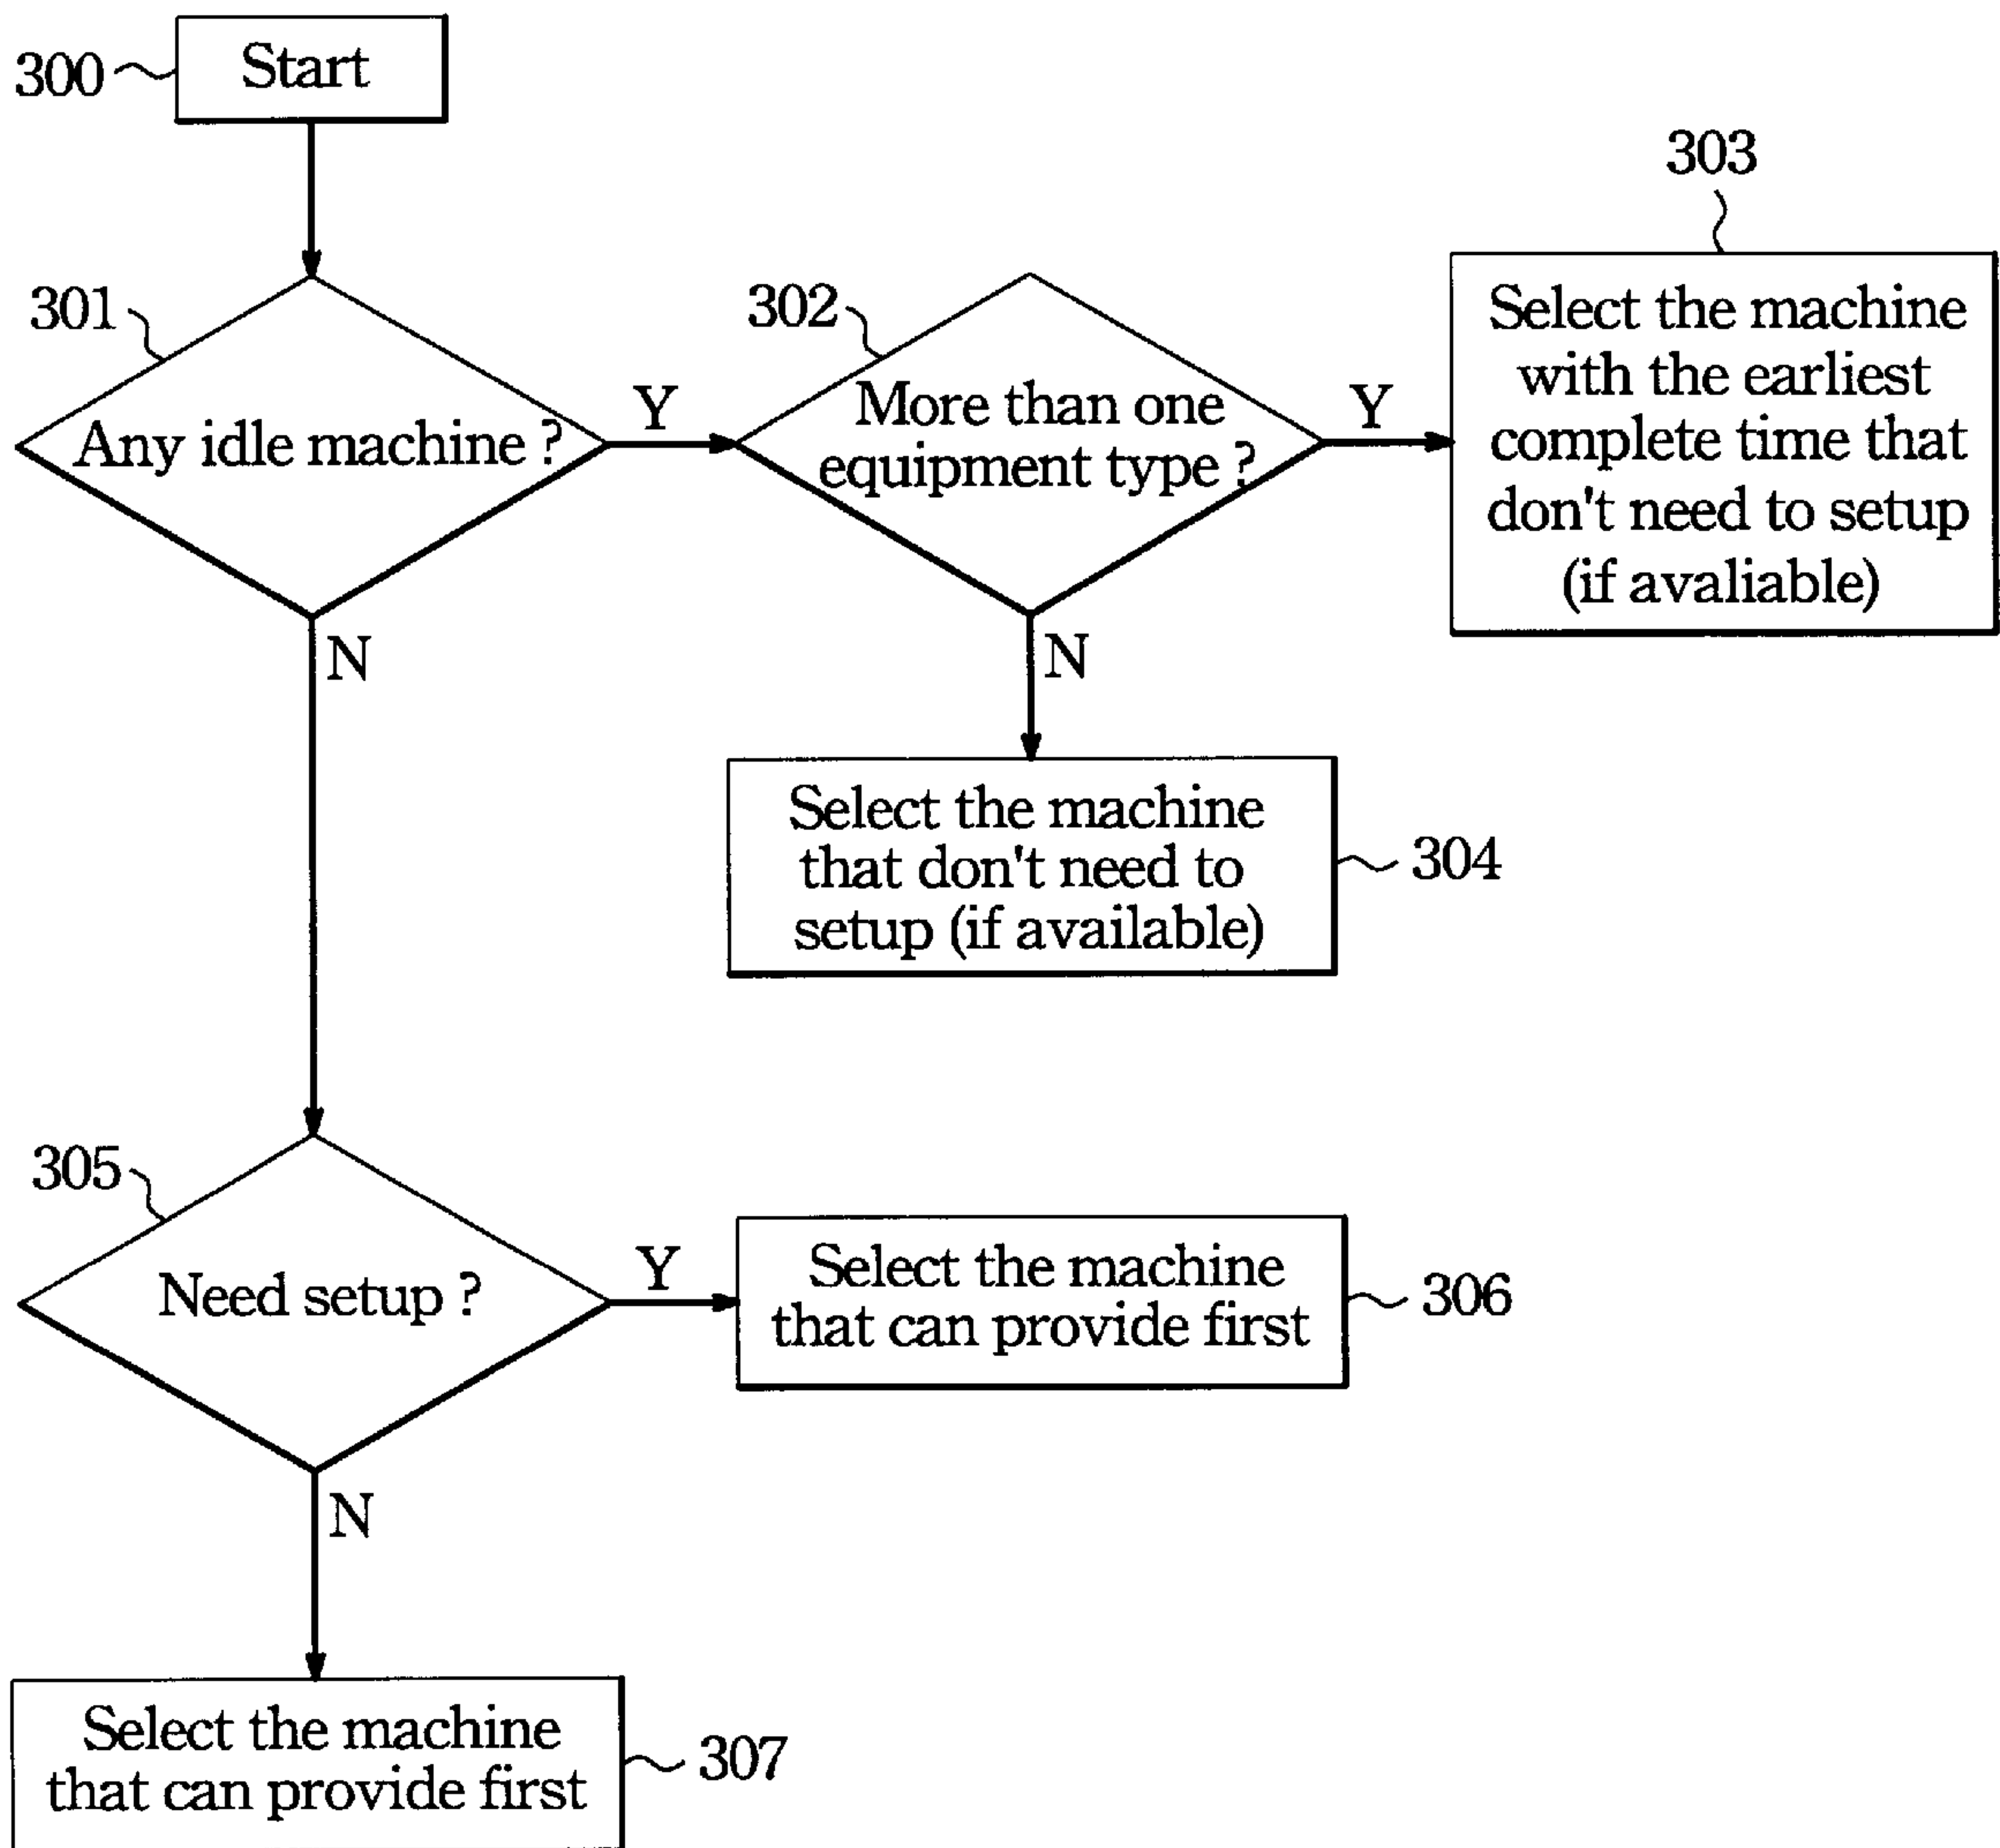 300
Start
303
301
Any idle machine ?
Y
302
More than one
equipment type ?
Y
Select the machine
with the earliest
complete time that
don't need to setup
(if avaliable)
N
N
Select the machine
that don't need to
setup (if available)
304
305
Need setup ?
Y
Select the machine
that can provide first
306
N
Select the machine
that can provide first
307